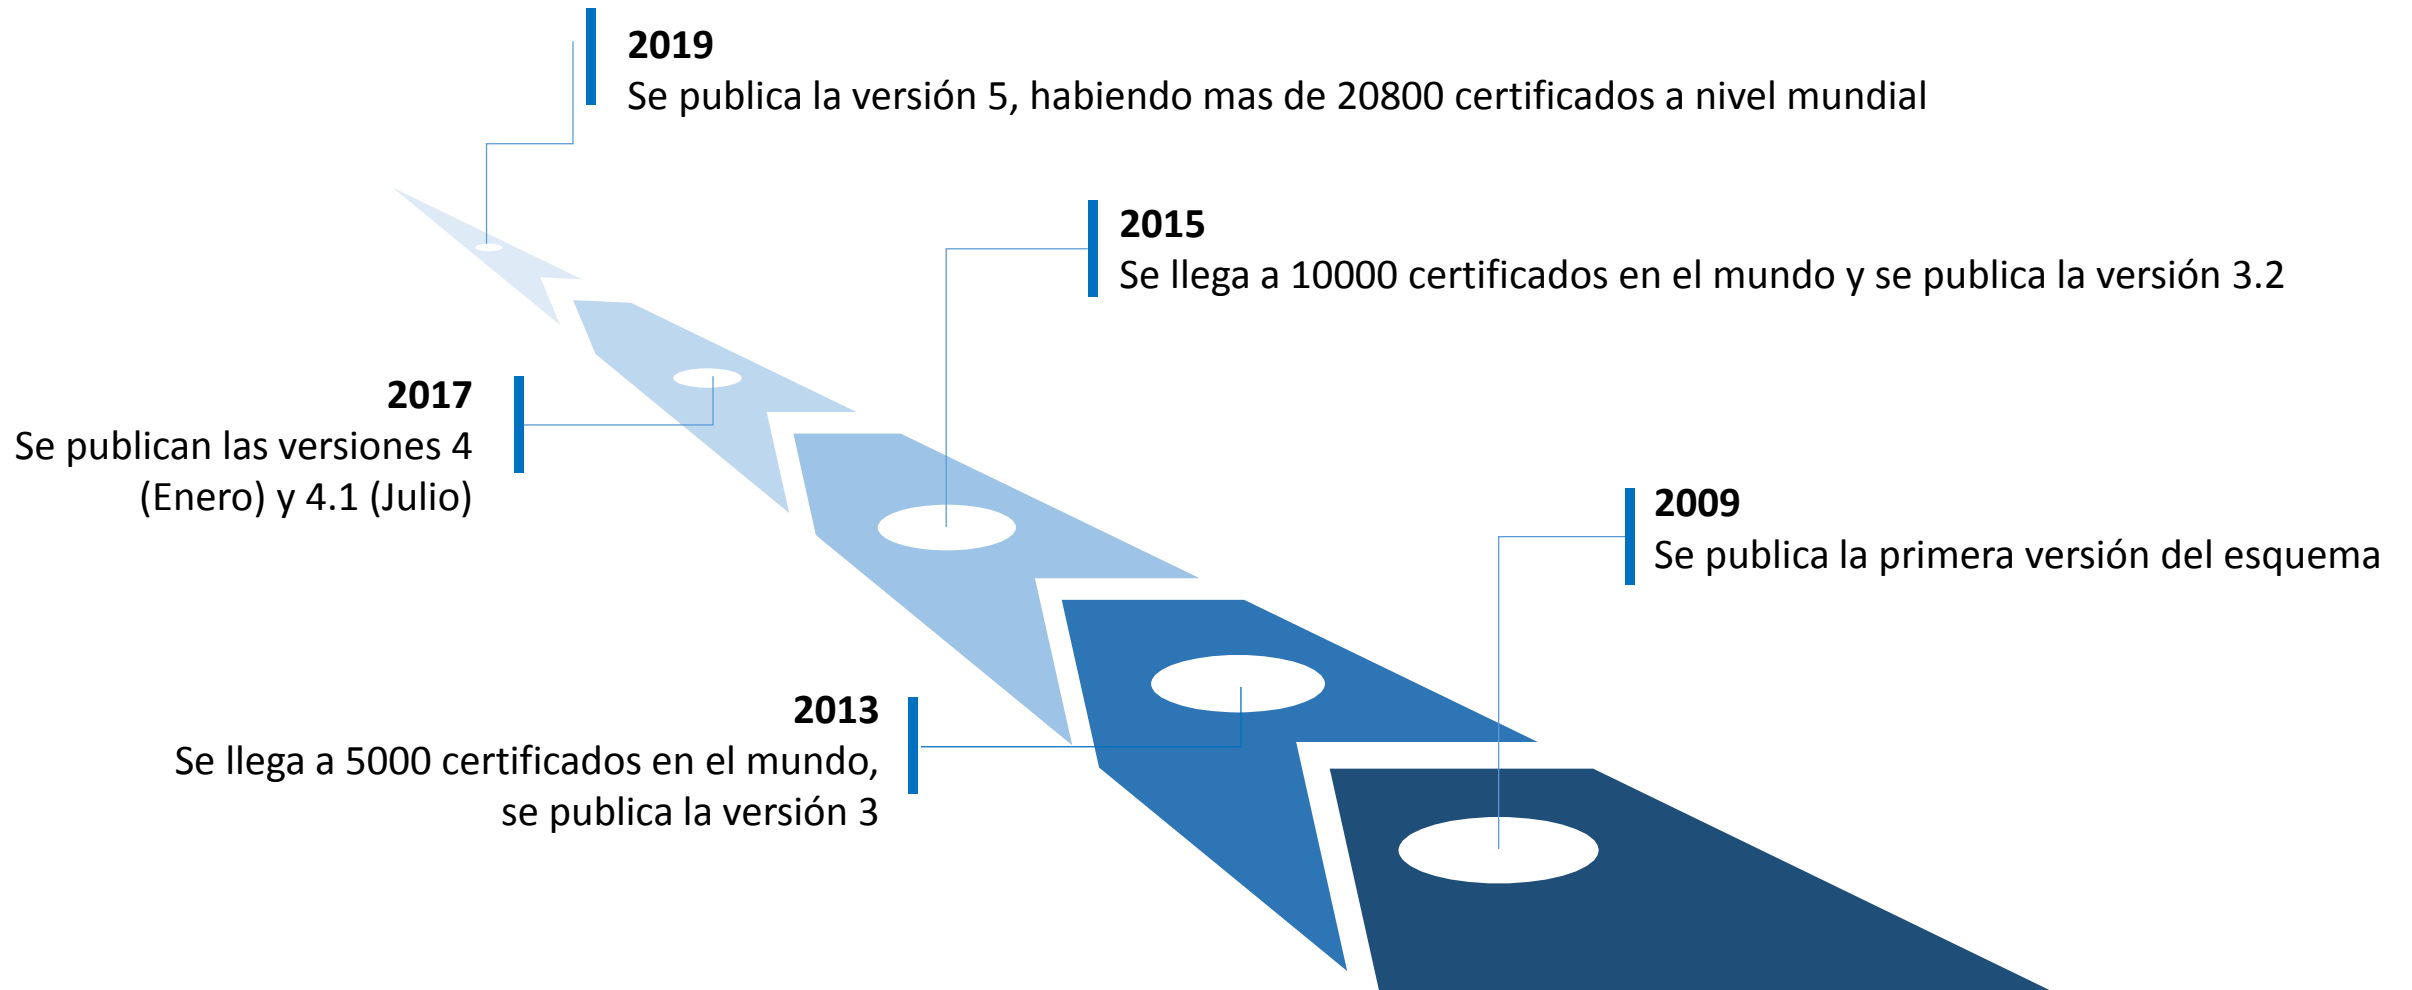 2019
Se publica la versión 5, habiendo mas de 20800 certificados a nivel mundial
2015
Se llega a 10000 certificados en el mundo y se publica la versión 3.2
2017
Se publican las versiones 4
(Enero) y 4.1 (Julio)
2009
Se publica la primera versión del esquema
2013
Se llega a 5000 certificados en el mundo,
se publica la versión 3